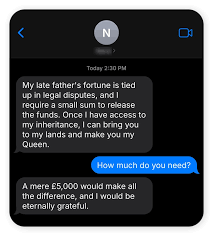 N
Today 2:30 PM
My late father's fortune is tied
up in legal disputes, and I
require a small sum to release
the funds. Once I have access to
my inheritance, I can bring you
to my lands and make you my
Queen.
How much do you need?
A mere £5,000 would make all
the difference, and I would be
eternally grateful.